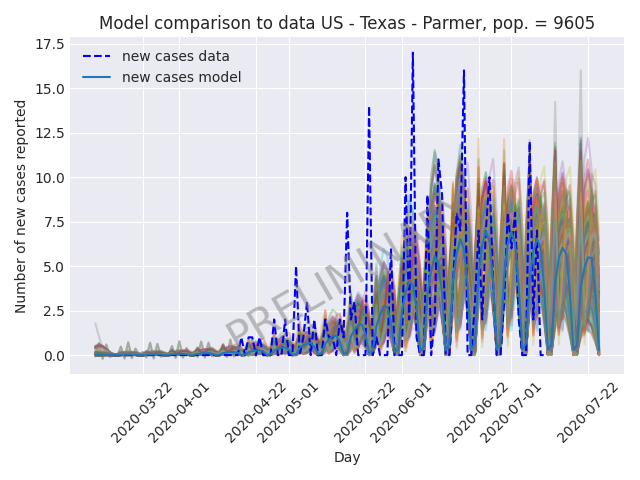 Model comparison to data US - Texas - Parmer, pop. = 9605
new cases data
new cases model
Number of new cases reported
17.5
15.0
12.5
10.0
7.5
5.0
2.5
0.0
PRELIMINARY
2020-03-22
2020-04-01
2020-04-22
2020-05-01
2020-05-22
2020-06-01
2020-06-22
2020-07-01
2020-07-22
Day